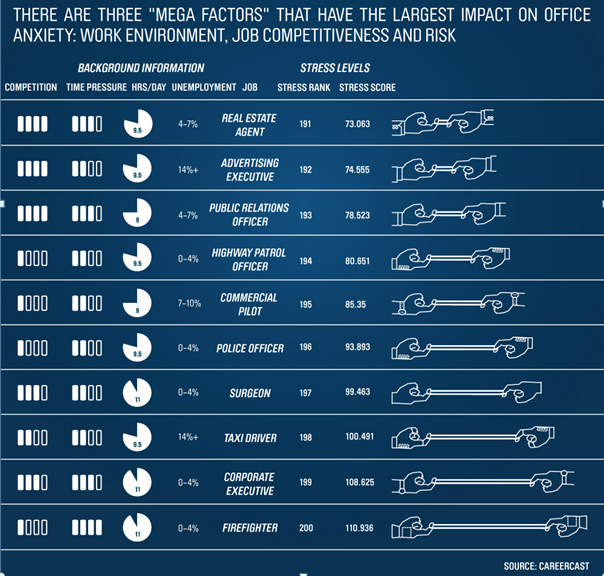 THERE ARE THREE "MEGA FACTORS" THAT HAVE THE LARGEST IMPACT ON OFFICE
ANXIETY: WORK ENVIRONMENT, JOB COMPETITIVENESS AND RISK
BACKGROUND INFORMATION STRESS LEVELS
COMPETITION TIME PRESSURE HRS/DAY UNEMPLOYMENT JOB STRESS RANK STRESS SCORE
9.5 4-7% REAL ESTATE AGENT 191 73.063
9.5 14%+ ADVERTISING EXECUTIVE 192 74.555
9 4-7% PUBLIC RELATIONS OFFICER 193 78.523
9.5 0-4% HIGHWAY PATROL OFFICER 194 80.651
9 7-10% COMMERCIAL PILOT 195 85.35
9.5 0-4% POLICE OFFICER 196 93.893
11 0-4% SURGEON 197 99.463
9.5 14%+ TAXI DRIVER 198 100.491
11 0-4% CORPORATE EXECUTIVE 199 108.625
11 0-4% FIREFIGHTER 200 110.936
SOURCE: CAREERCAST